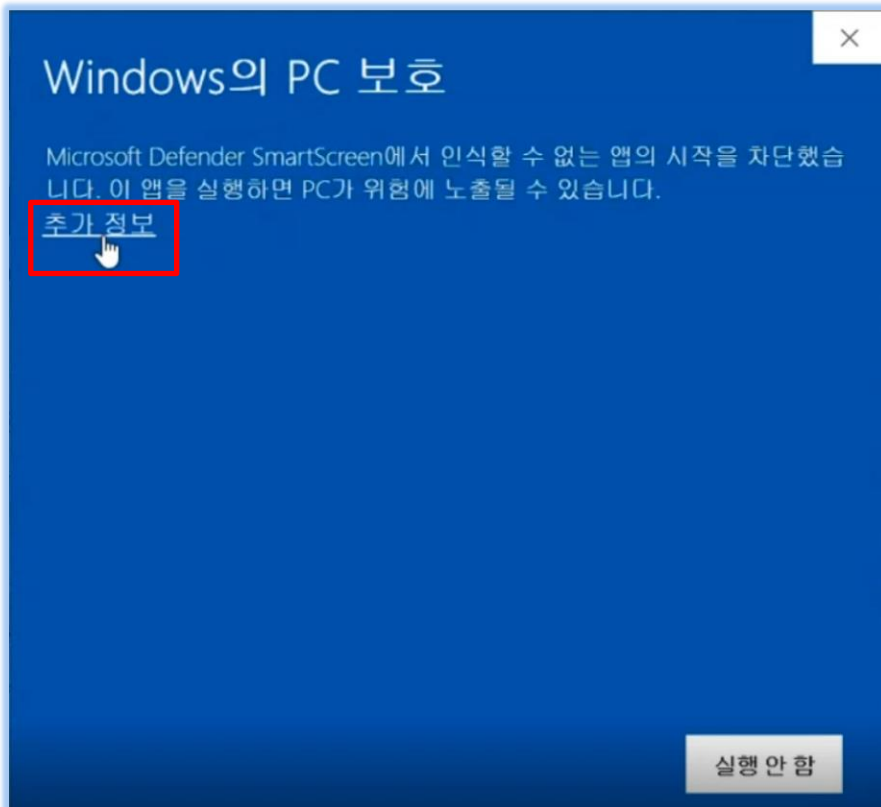 Windows의 PC 보호
Microsoft Defender SmartScreen에서 인식할 수 없는 앱의 시작을 차단했습
니다. 이 앱을 실행하면 PC가 위험에 노출될 수 있습니다.
추가 정보
실행 안 함